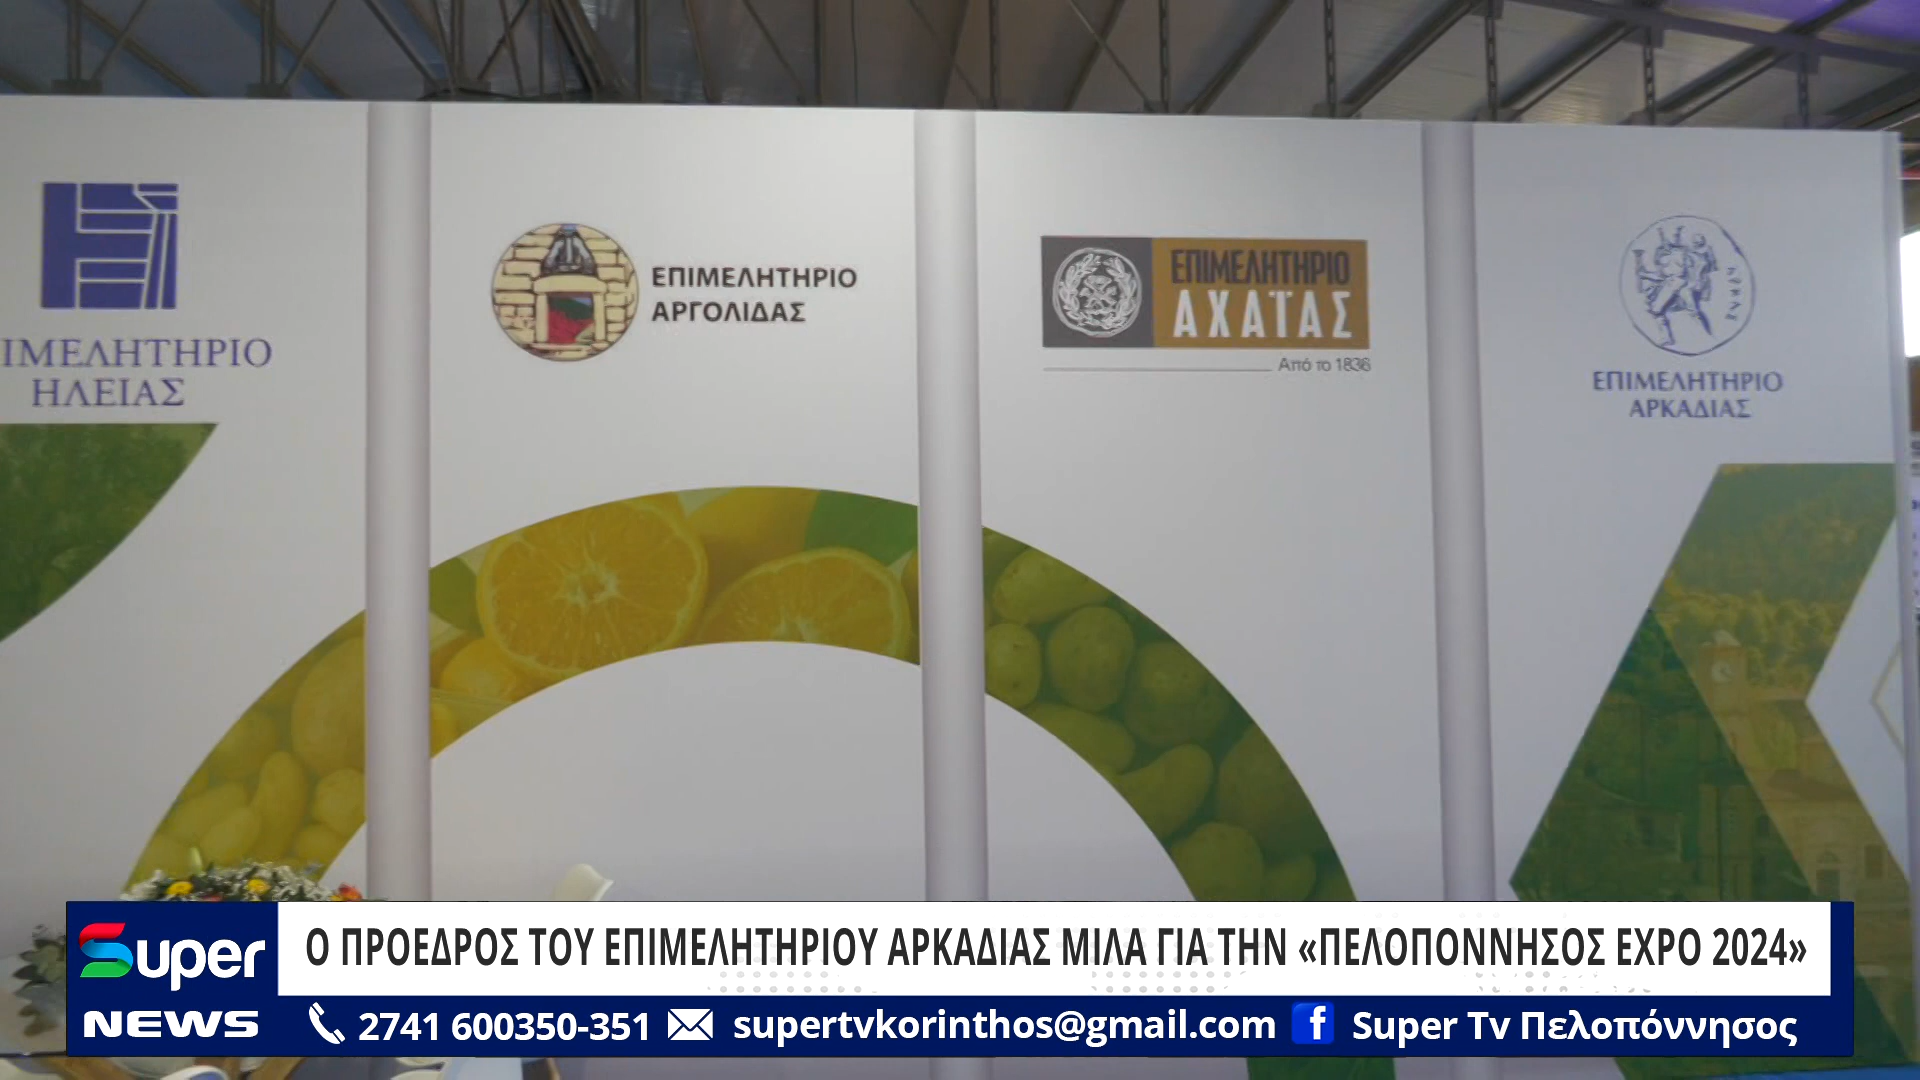 ΙΜΕΛΗΤΗΡΙΟ
ΗΛΕΙΑΣ
ΕΠΙΜΕΛΗΤΗΡΙΟ
ΑΡΓΟΛΙΔΑΣ
ΕΠΙΜΕΛΗΤΗΡΙΟ
ΑΧΑΪΑΣ
Από το 1836
ΕΠΙΜΕΛΗΤΗΡΙΟ
ΑΡΚΑΔΙΑΣ
Super
NEWS
Ο ΠΡΟΕΔΡΟΣ ΤΟΥ ΕΠΙΜΕΛΗΤΗΡΙΟΥ ΑΡΚΑΔΙΑΣ ΜΙΛΑ ΓΙΑ ΤΗΝ «ΠΕΛΟΠΟΝΝΗΣΟΣ EXPO 2024»
2741 600350-351 supertvkorinthos@gmail.com f Super Tv Πελοπόννησος